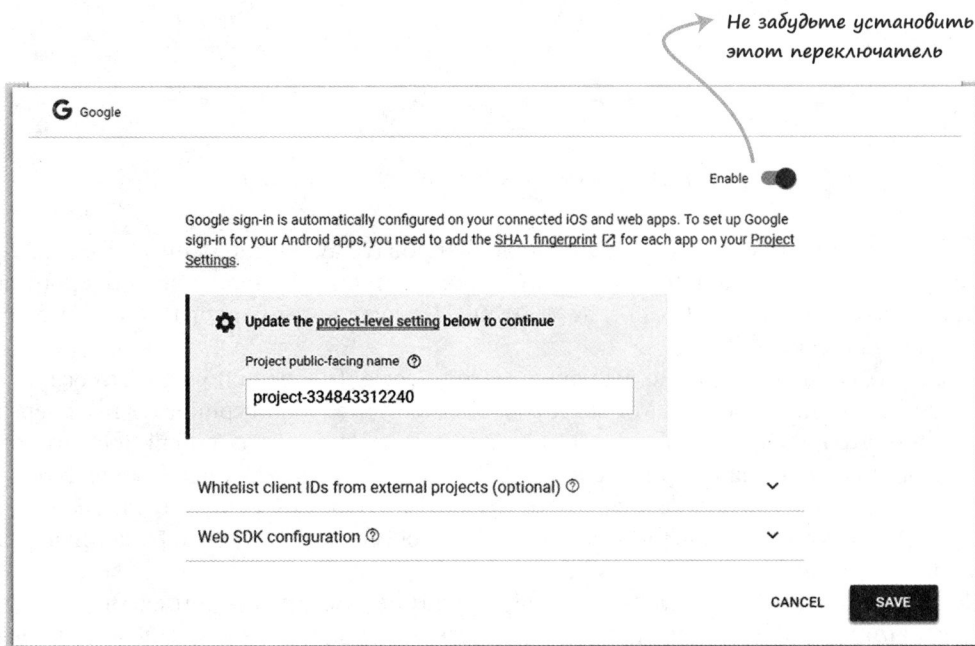 Не забудьте установить
этот переключатель
Google
Enable
Google sign-in is automatically configured on your connected iOS and web apps. To set up Google
sign-in for your Android apps, you need to add the SHA1 fingerprint for each app on your Project
Settings.
Update the project-level setting below to continue
Project public-facing name
project-334843312240
Whitelist client IDs from external projects (optional)
Web SDK configuration
CANCEL SAVE